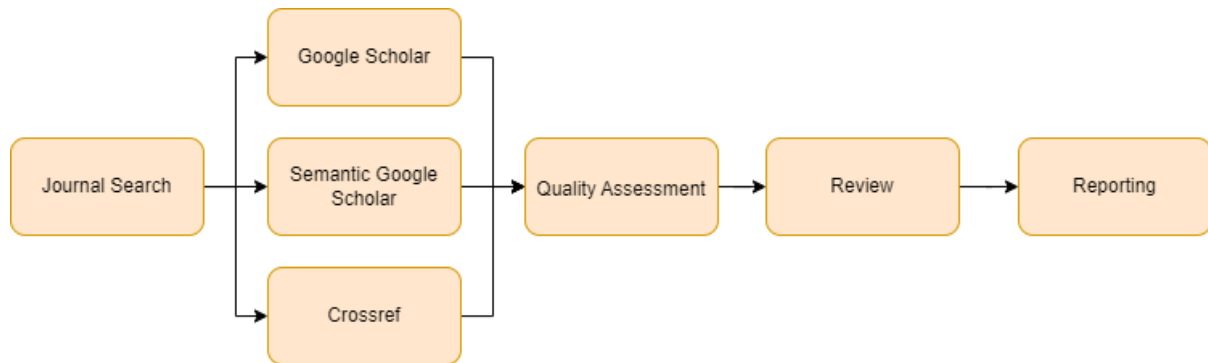 Google Scholar
Journal Search
Semantic Google
Scholar
Quality Assessment
Review
Reporting
Crossref